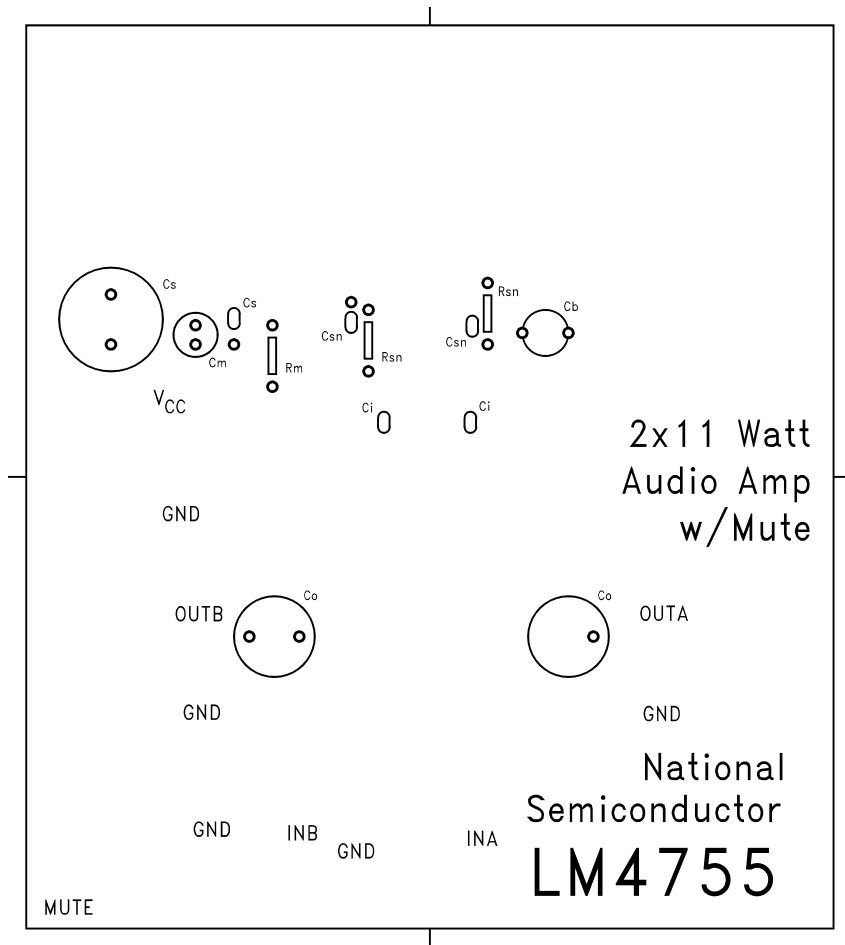 Cs
Cs
Cm
Rm
Csn
Rsn
Rsn
Csn
Cb
VCC
Ci
Ci
2x11 Watt
Audio Amp
w/Mute
GND
OUTB
Co
Co
OUTA
GND
GND
National
Semiconductor
LM4755
GND
INB
GND
INA
MUTE